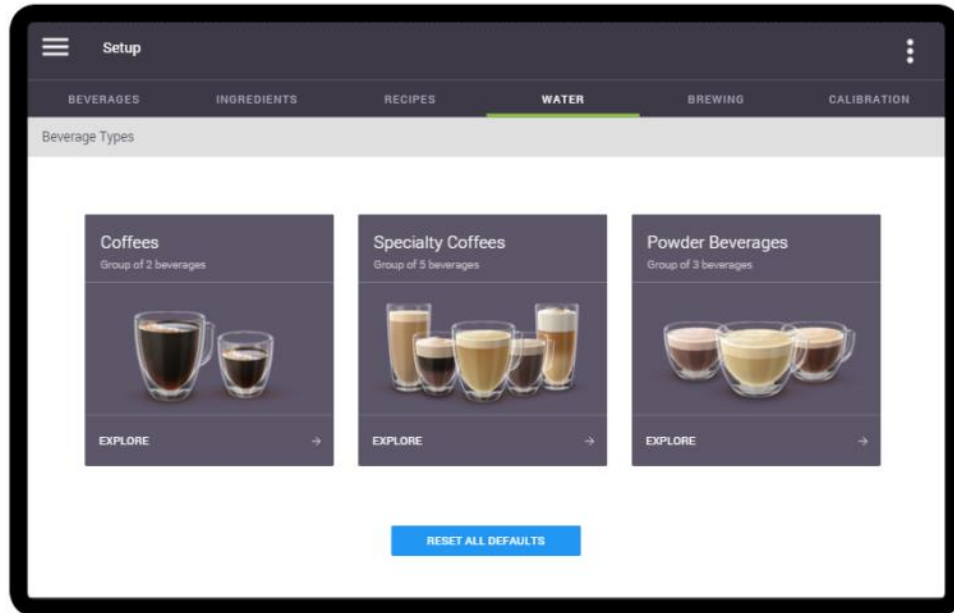 Setup
BEVERAGES INGREDIENTS RECIPES WATER BREWING CALIBRATION
Beverage Types
Coffees
Group of 2 beverages
EXPLORE
Specialty Coffees
Group of 5 beverages
EXPLORE
Powder Beverages
Group of 3 beverages
EXPLORE
RESET ALL DEFAULTS